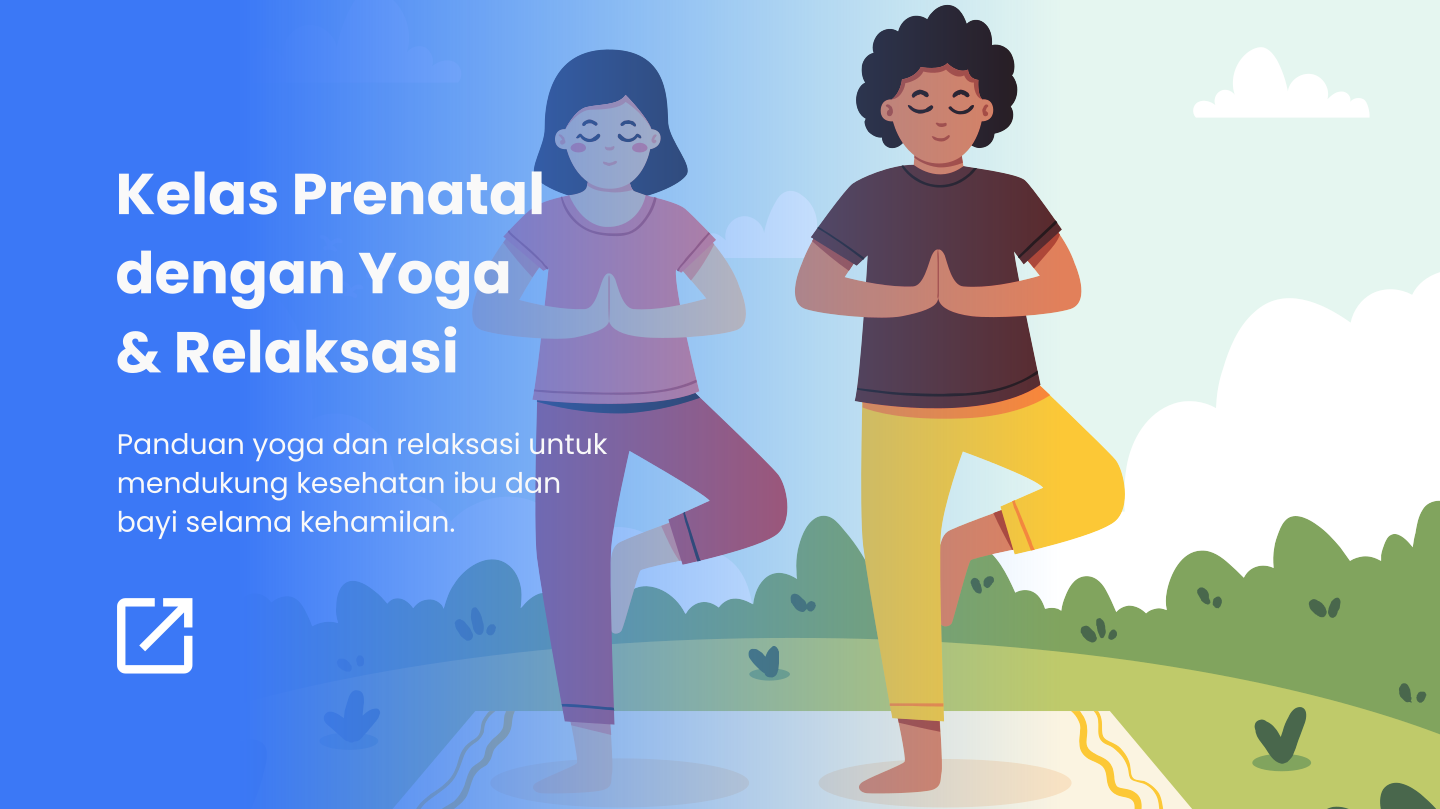 Kelas Prenatal
dengan Yoga
& Relaksasi
Panduan yoga dan relaksasi untuk
mendukung kesehatan ibu dan
bayi selama kehamilan.